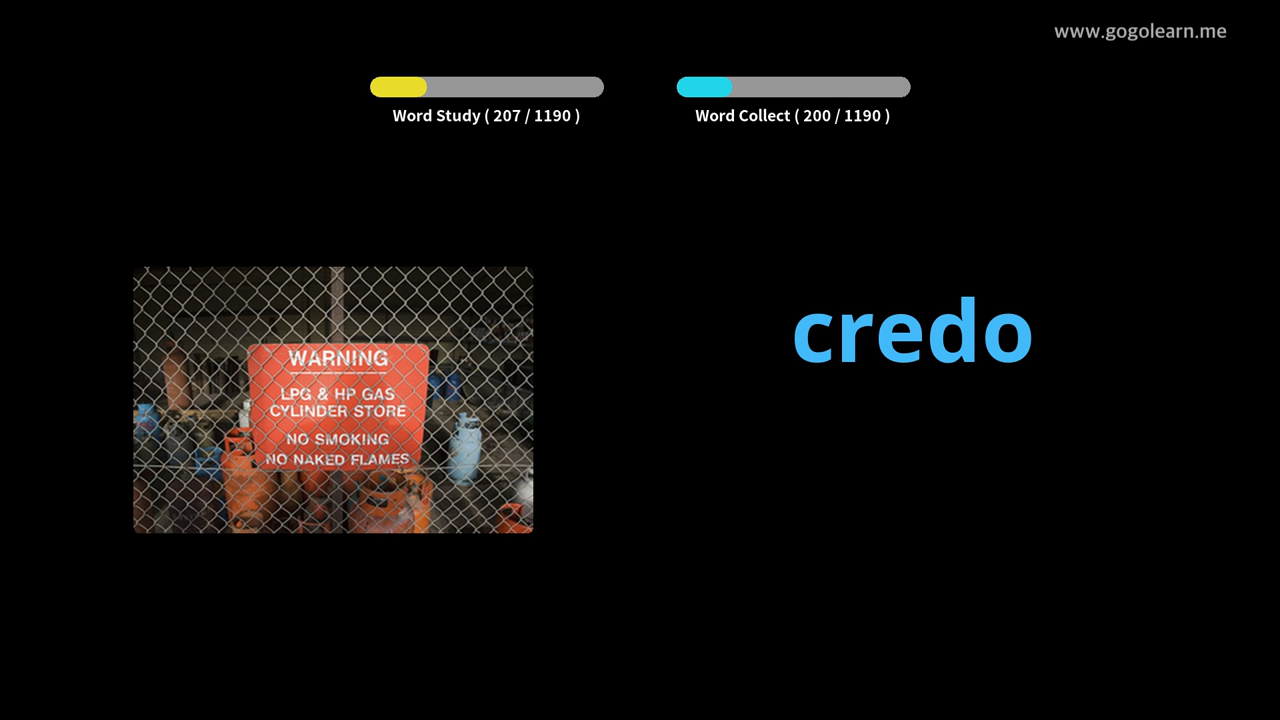 www.gogolearn.me
Word Study ( 207 / 1190 )
Word Collect ( 200 / 1190 )
WARNING
LPG & HP GAS
CYLINDER STORE
NO SMOKING
NO NAKED FLAMES
credo